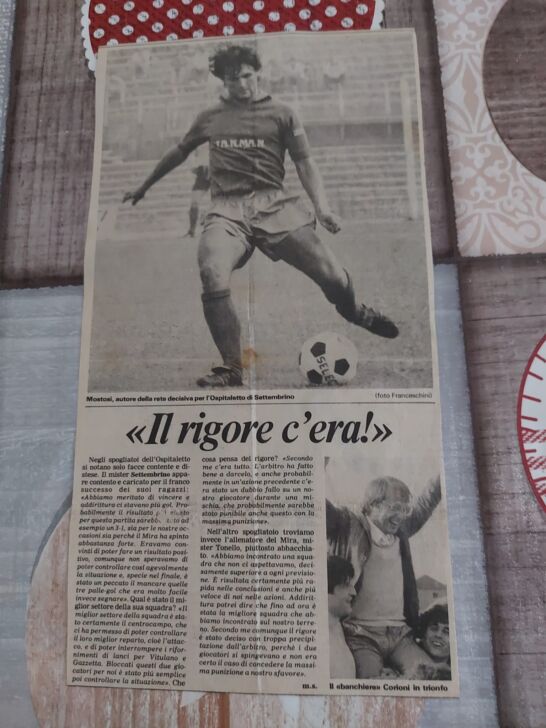 JARMAN
SELE
Mostosi, autore della rete decisiva per l'Ospitaletto di Settembrino
(foto Franceschini)
«Il rigore c'era!»
Negli spogliatoi dell'Ospitaletto
si notano solo facce contente e di-
stese. Il mister Settembrino appa-
re contento e caricato per il franco
successo dei suoi ragazzi:
«Abbiamo meritato di vincere e
addirittura ci stavano più gol. Pro-
babilmente il risultato più giusto
per questa partita sarebbe stato ad
esempio un 3-1, sia per le nostre oc-
casioni sia perché il Mira ha spinto
abbastanza forte. Eravamo con-
vinti di poter fare un risultato posi-
tivo, comunque non speravamo di
poter controllare così agevolmente
la situazione e, specie nel finale, è
stato un peccato il mancare quelle
tre palle-gol che era molto facile
invece segnare». Qual è stato il mi-
glior settore della sua squadra? «Il
miglior settore della squadra è sta-
to certamente il centrocampo, che
ci ha permesso di poter controllare
il loro miglior reparto, cioè l'attac-
co, e di poter interrompere i rifor-
nimenti di lanci per Vitulano e
Gazzetta. Bloccati questi due gio-
catori per noi è stato più semplice
poi controllare la situazione». Che
cosa pensa del rigore? «Secondo
me c'era tutto. L'arbitro ha fatto
bene a darcelo, e anche probabil-
mente in un'azione precedente c'e-
ra stato un dubbio fallo su un no-
stro giocatore durante una mi-
schia, che probabilmente sarebbe
stato punibile anche questo con la
massima punizione».
Nell'altro spogliatoio troviamo
invece l'allenatore del Mira, mi-
ster Tonello, piuttosto abbacchia-
to. «Abbiamo incontrato una squa-
dra che non ci aspettavamo, deci-
samente superiore a ogni previsio-
ne. È risultata certamente più ra-
pida nelle conclusioni e anche più
veloce di noi nelle azioni. Addirit-
tura potrei dire che fino ad ora è
stata la migliore squadra che ab-
biamo incontrato sul nostro terre-
no. Secondo me comunque il rigore
è stato deciso con troppa precipi-
tazione dall'arbitro, perché i due
giocatori si spingevano e non era
certo il caso di concedere la massi-
ma punizione a nostro sfavore».
m.s.
Il «banchiere» Corioni in trionfo